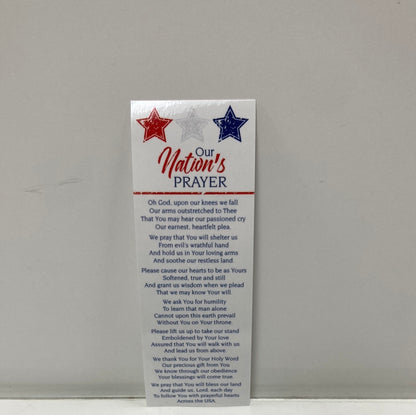 Our
Nation's
PRAYER
Oh God, upon our knees we fall
Our arms outstretched to Thee
That You may hear our passioned cry
Our earnest, heartfelt plea.
We pray that You will shelter us
From evil's wrathful hand
And hold us in Your loving arms
And soothe our restless land.
Please cause our hearts to be as Yours
Softened, true and still
And grant us wisdom when we plead
That we may know Your will.
We ask You for humility
To learn that man alone
Cannot upon this earth prevail
Without You on Your throne.
Please lift us up to take our stand
Emboldened by Your love
Assured that You will walk with us
And lead us from above.
We thank You for Your Holy Word
Our precious gift from You
We know through our obedience
Your blessings will come true.
We pray that You will bless our land
And guide us, Lord, each day
To follow You with prayerful hearts
Across the USA.